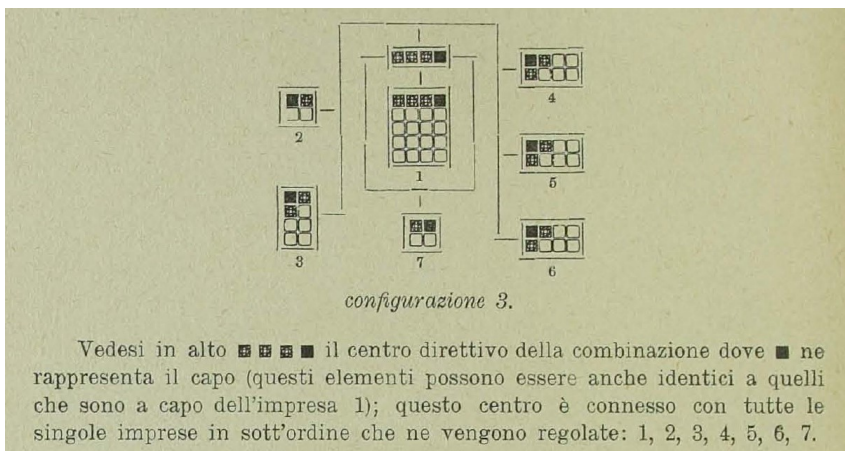 4
2
1
5
3
7
6
configurazione 3.
Vedesi in alto ▦ ▦ ▦ ■ il centro direttivo della combinazione dove ■ ne
rappresenta il capo (questi elementi possono essere anche identici a quelli
che sono a capo dell'impresa 1); questo centro è connesso con tutte le
singole imprese in sott'ordine che ne vengono regolate: 1, 2, 3, 4, 5, 6, 7.